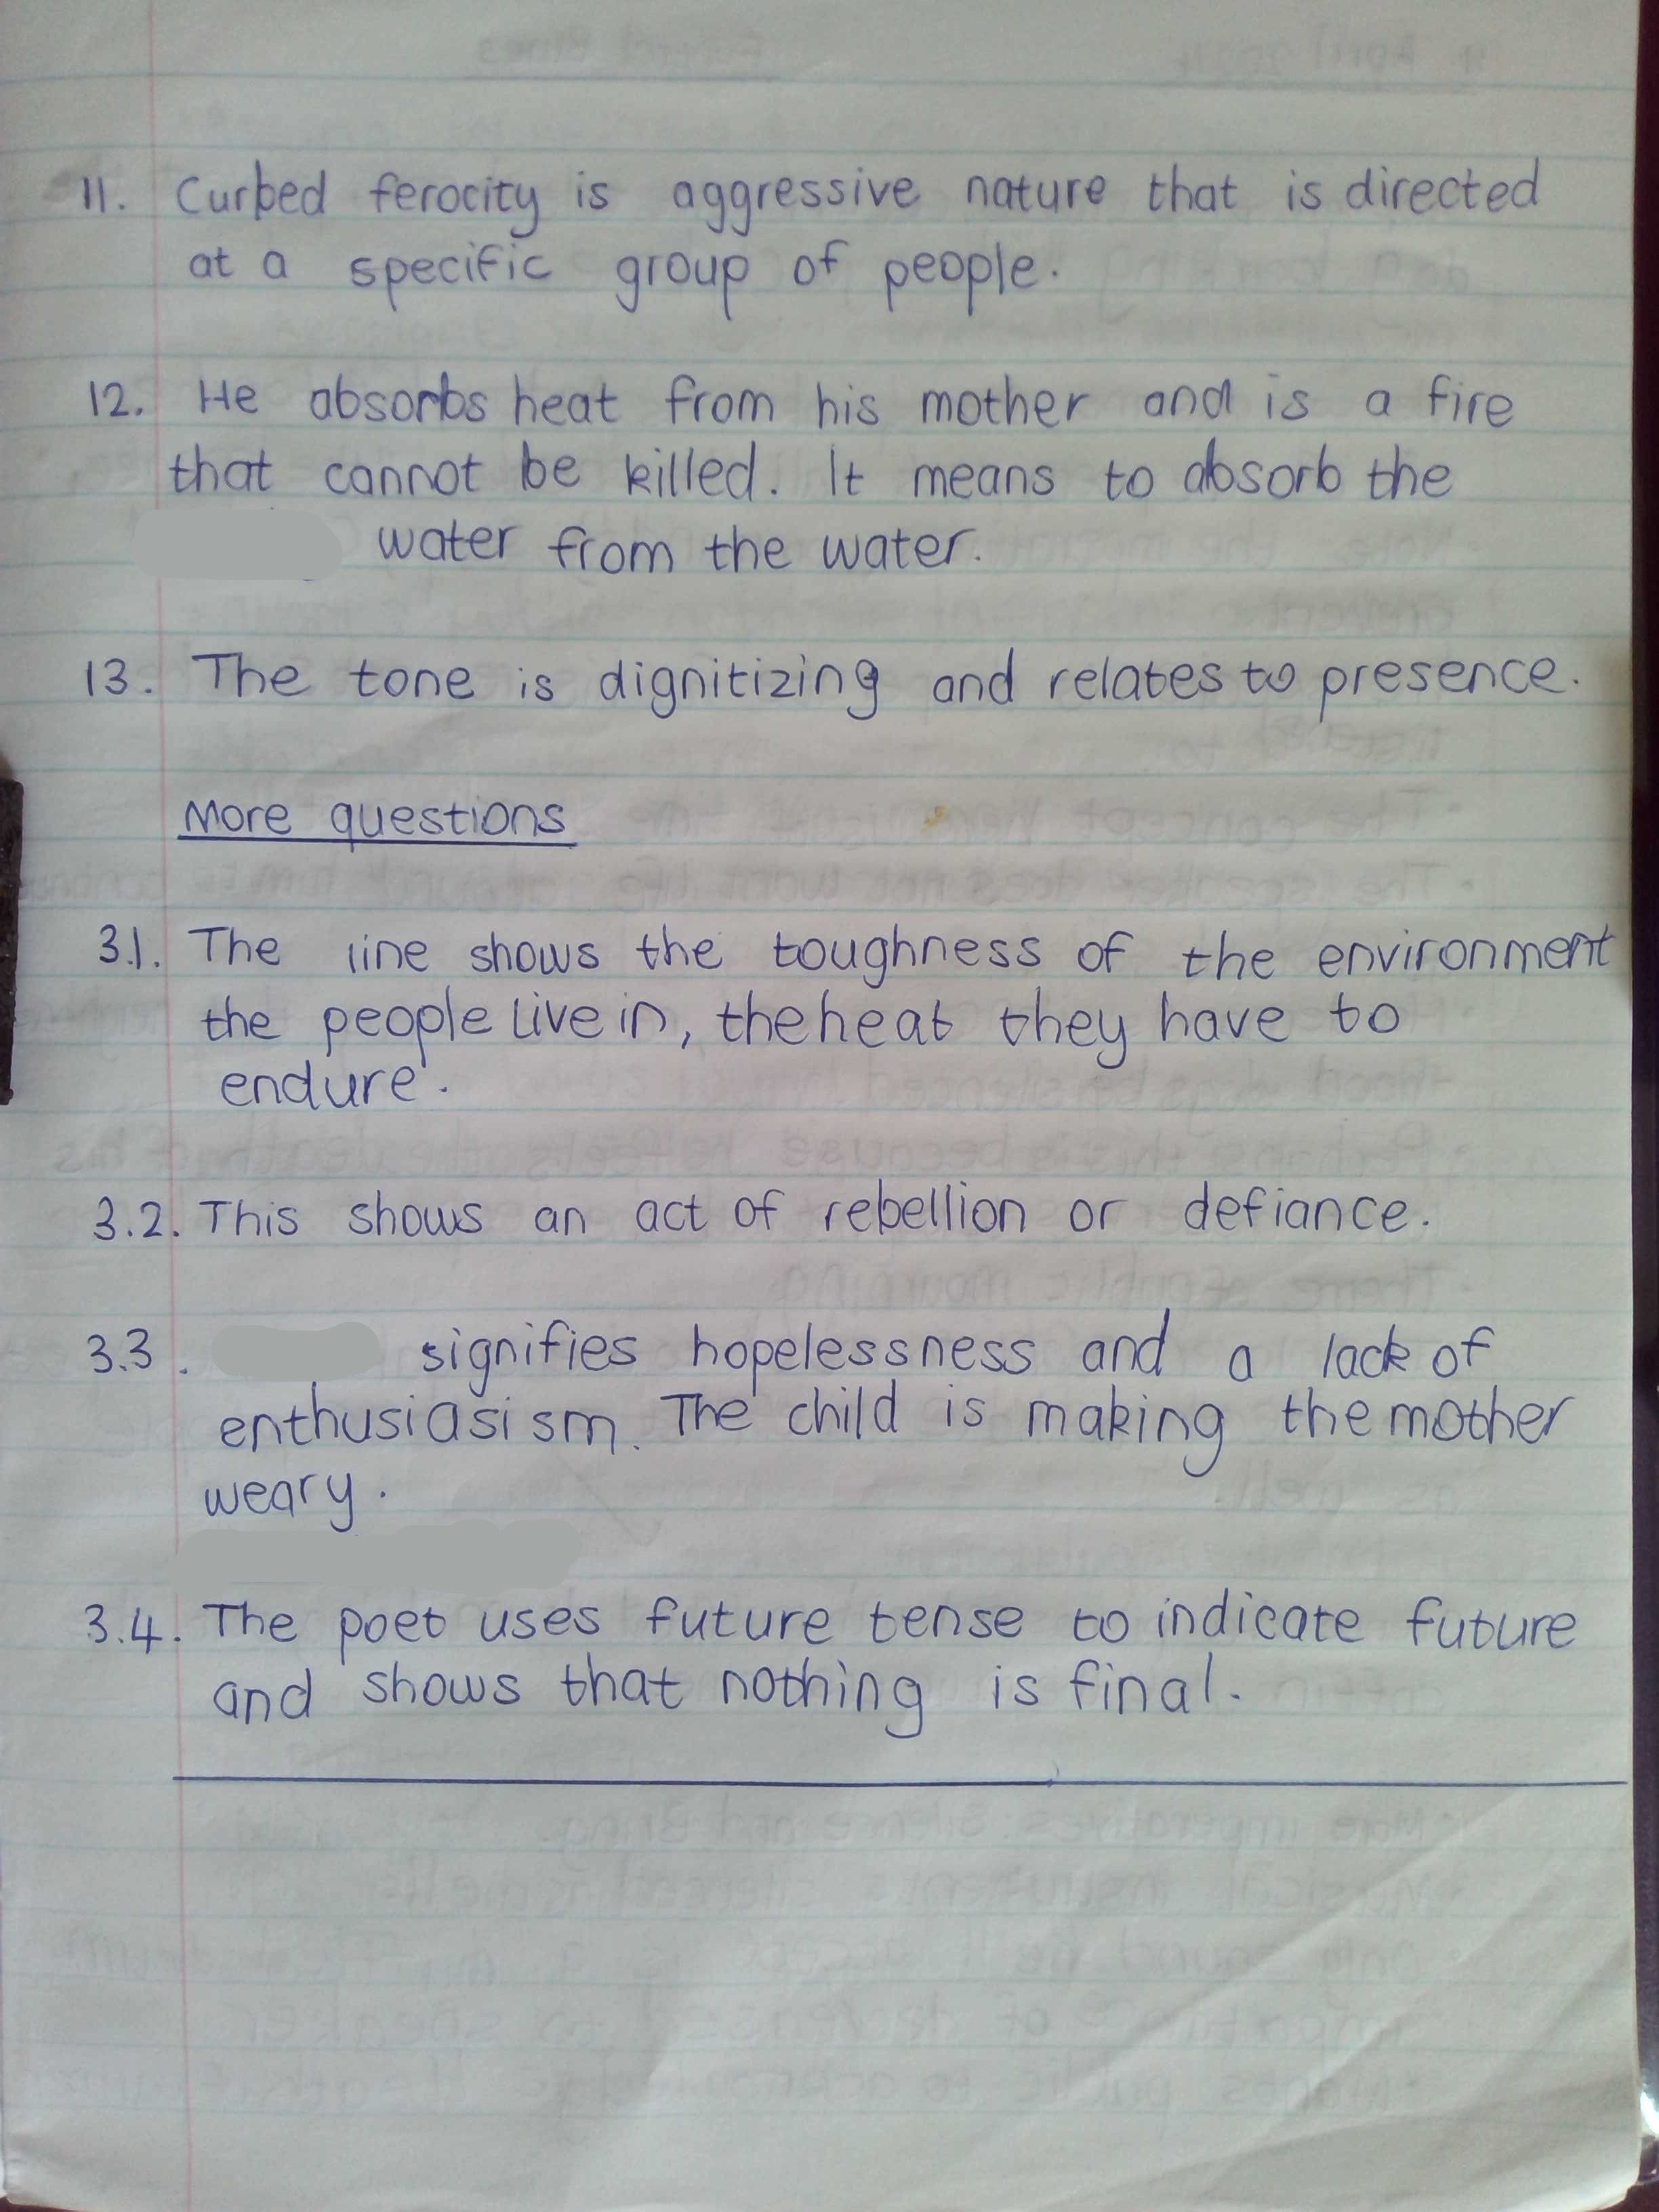 11. Curbed ferocity is aggressive nature that is directed
at a specific group of people.
12. He absorbs heat from his mother and is a fire
that cannot be killed. It means to absorb the
water from the water.
13. The tone is dignitizing and relates to presence.
More questions
3.1. The line shows the toughness of the environment
the people live in, the heat they have to
endure.
3.2. This shows an act of rebellion or defiance.
3.3. signifies hopelessness and a lack of
enthusiasism. The child is making the mother
weary.
3.4. The poet uses future tense to indicate future
and shows that nothing is final.